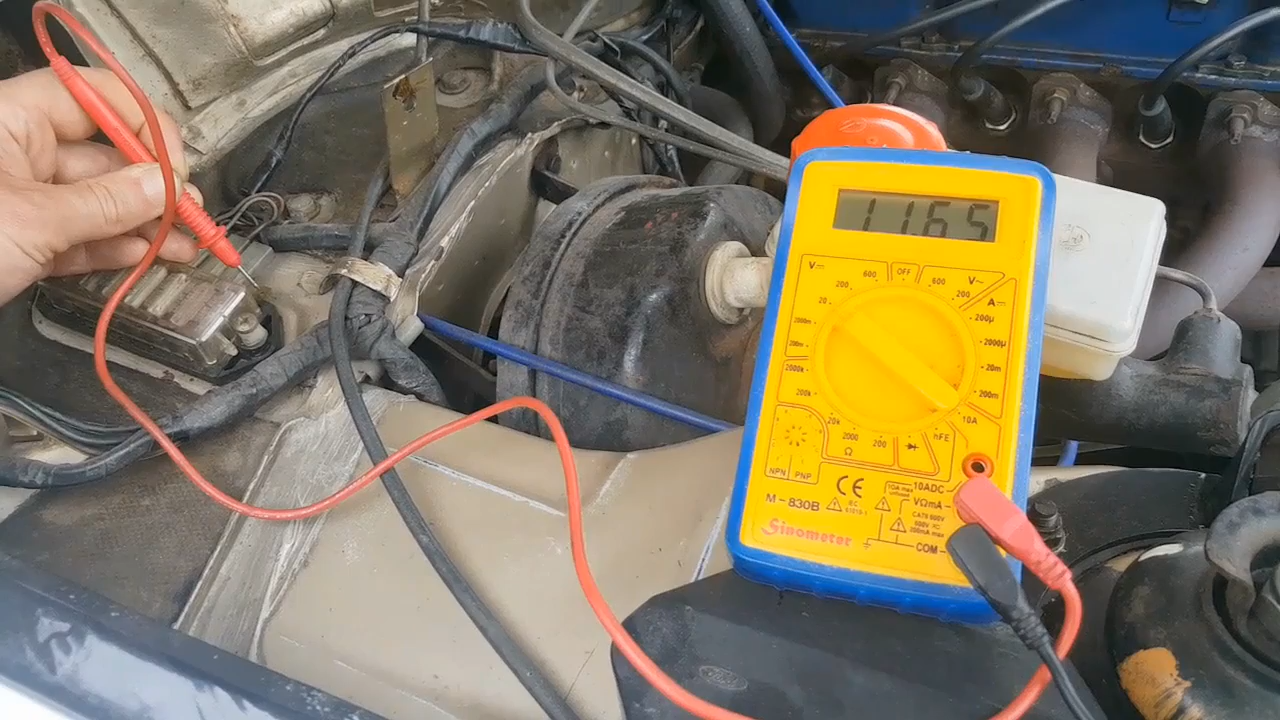 11.65
V⎓
600
OFF
600
V~
200
200
A⎓
20
200µ
2000m
2000µ
200m
20m
2000k
200m
200k
10A
20k
2000
200
hFE
Ω
NPN PNP
CE
10ADC
M-830B
VΩmA
Sinometer
COM